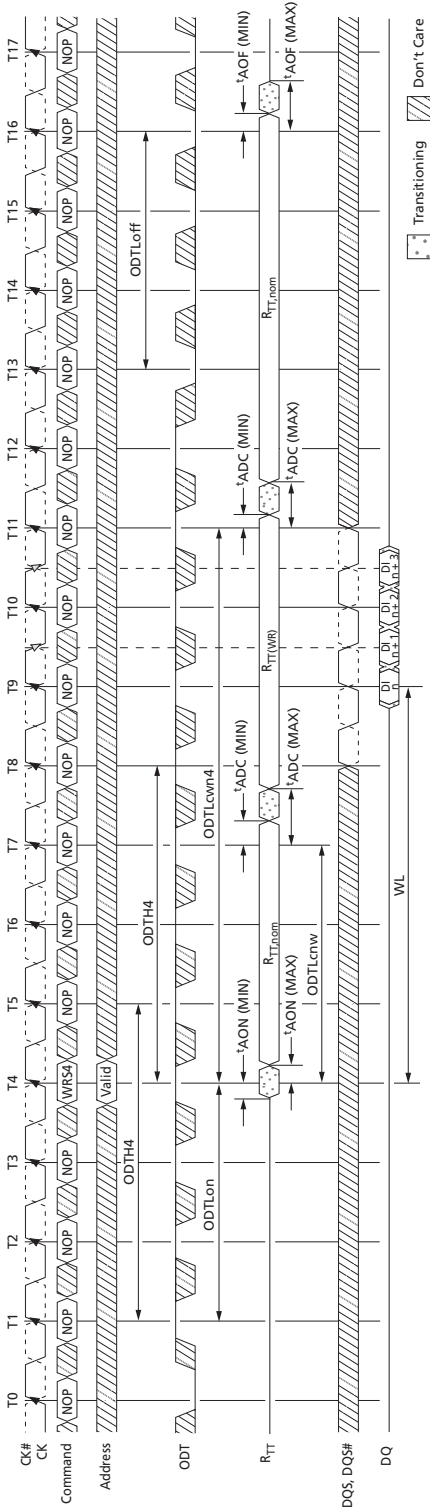 T0 T1 T2 T3 T4 T5 T6 T7 T8 T9 T10 T11 T12 T13 T14 T15 T16 T17
CK#
CK
Command NOP NOP NOP NOP WRS4 NOP NOP NOP NOP NOP NOP NOP NOP NOP NOP NOP NOP NOP
Address Valid
ODTH4 ODTH4 ODTLoff
ODT
ODTLon ODTLcwn4
tAON (MIN) tADC (MIN) tADC (MIN) tAOF (MIN)
RTT RTT,nom RTT(WR) RTT,nom
tAON (MAX) tADC (MAX) tADC (MAX) tAOF (MAX)
ODTLcnw
DQS, DQS#
DQ DI n DI n + 1 DI n + 2 DI n + 3
WL
Transitioning Don't Care